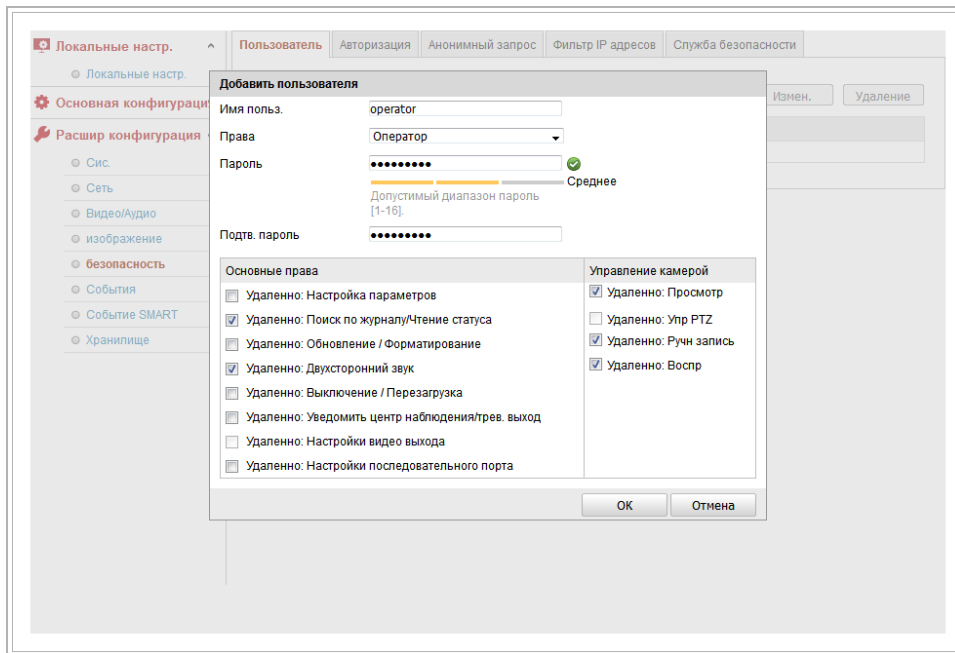 Локальные настр.
Пользователь
Авторизация
Анонимный запрос
Фильтр IP адресов
Служба безопасности
Локальные настр.
Основная конфигураци
Расшир конфигурация
Сис.
Сеть
Видео/Аудио
изображение
безопасность
События
Событие SMART
Хранилище
Измен.
Удаление
Добавить пользователя
Имя польз.
operator
Права
Оператор
Пароль
•••••••••
Среднее
Допустимый диапазон пароль
[1-16].
Подтв. пароль
•••••••••
Основные права
Удаленно: Настройка параметров
Удаленно: Поиск по журналу/Чтение статуса
Удаленно: Обновление / Форматирование
Удаленно: Двухсторонний звук
Удаленно: Выключение / Перезагрузка
Удаленно: Уведомить центр наблюдения/трев. выход
Удаленно: Настройки видео выхода
Удаленно: Настройки последовательного порта
Управление камерой
Удаленно: Просмотр
Удаленно: Упр PTZ
Удаленно: Ручн запись
Удаленно: Воспр
ОК
Отмена